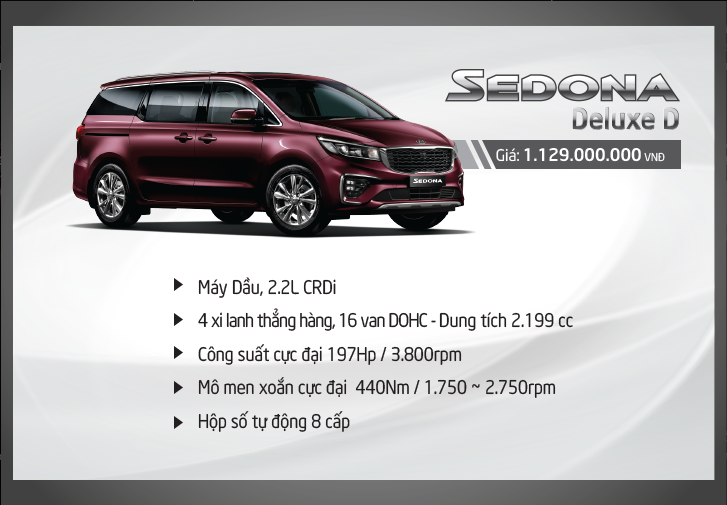 SEDONA
Deluxe D
Giá: 1.129.000.000 VNĐ
SEDONA
Máy Dầu, 2.2L CRDi
4 xi lanh thẳng hàng, 16 van DOHC - Dung tích 2.199 cc
Công suất cực đại 197Hp / 3.800rpm
Mô men xoắn cực đại 440Nm / 1.750 ~ 2.750rpm
Hộp số tự động 8 cấp